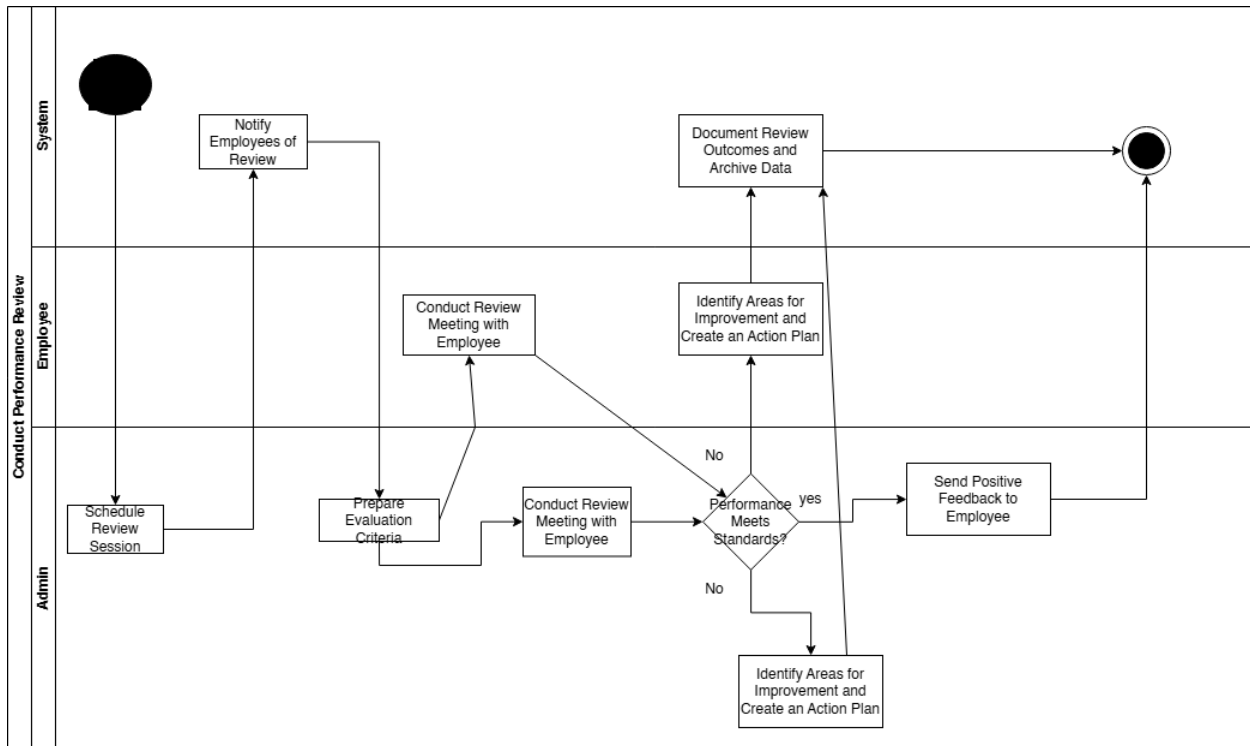 Conduct Performance Review
System
Employee
Admin
Notify
Employees of
Review
Document Review
Outcomes and
Archive Data
Conduct Review
Meeting with
Employee
Identify Areas for
Improvement and
Create an Action Plan
Schedule
Review
Session
Prepare
Evaluation
Criteria
Conduct Review
Meeting with
Employee
No
Performance
Meets
Standards?
yes
No
Send Positive
Feedback to
Employee
Identify Areas for
Improvement and
Create an Action Plan